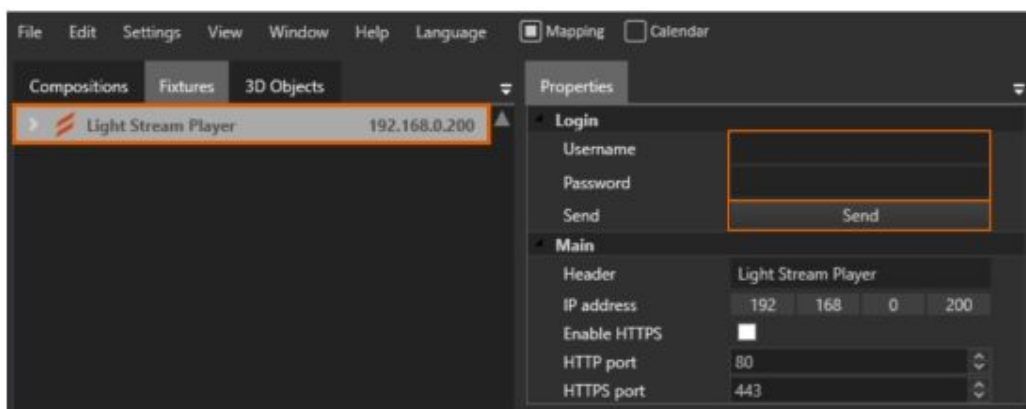 File Edit Settings View Window Help Language Mapping Calendar
Compositions Fixtures 3D Objects
Light Stream Player 192.168.0.200
Properties
Login
Username
Password
Send Send
Main
Header Light Stream Player
IP address 192 168 0 200
Enable HTTPS
HTTP port 80
HTTPS port 443